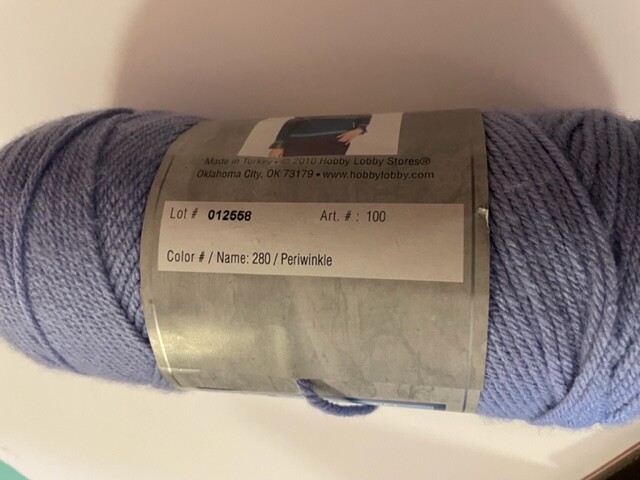 Made in Turkey • © 2010 Hobby Lobby Stores®
Oklahoma City, OK 73179 • www.hobbylobby.com
Lot # 012558 Art. # : 100
Color # / Name: 280 / Periwinkle